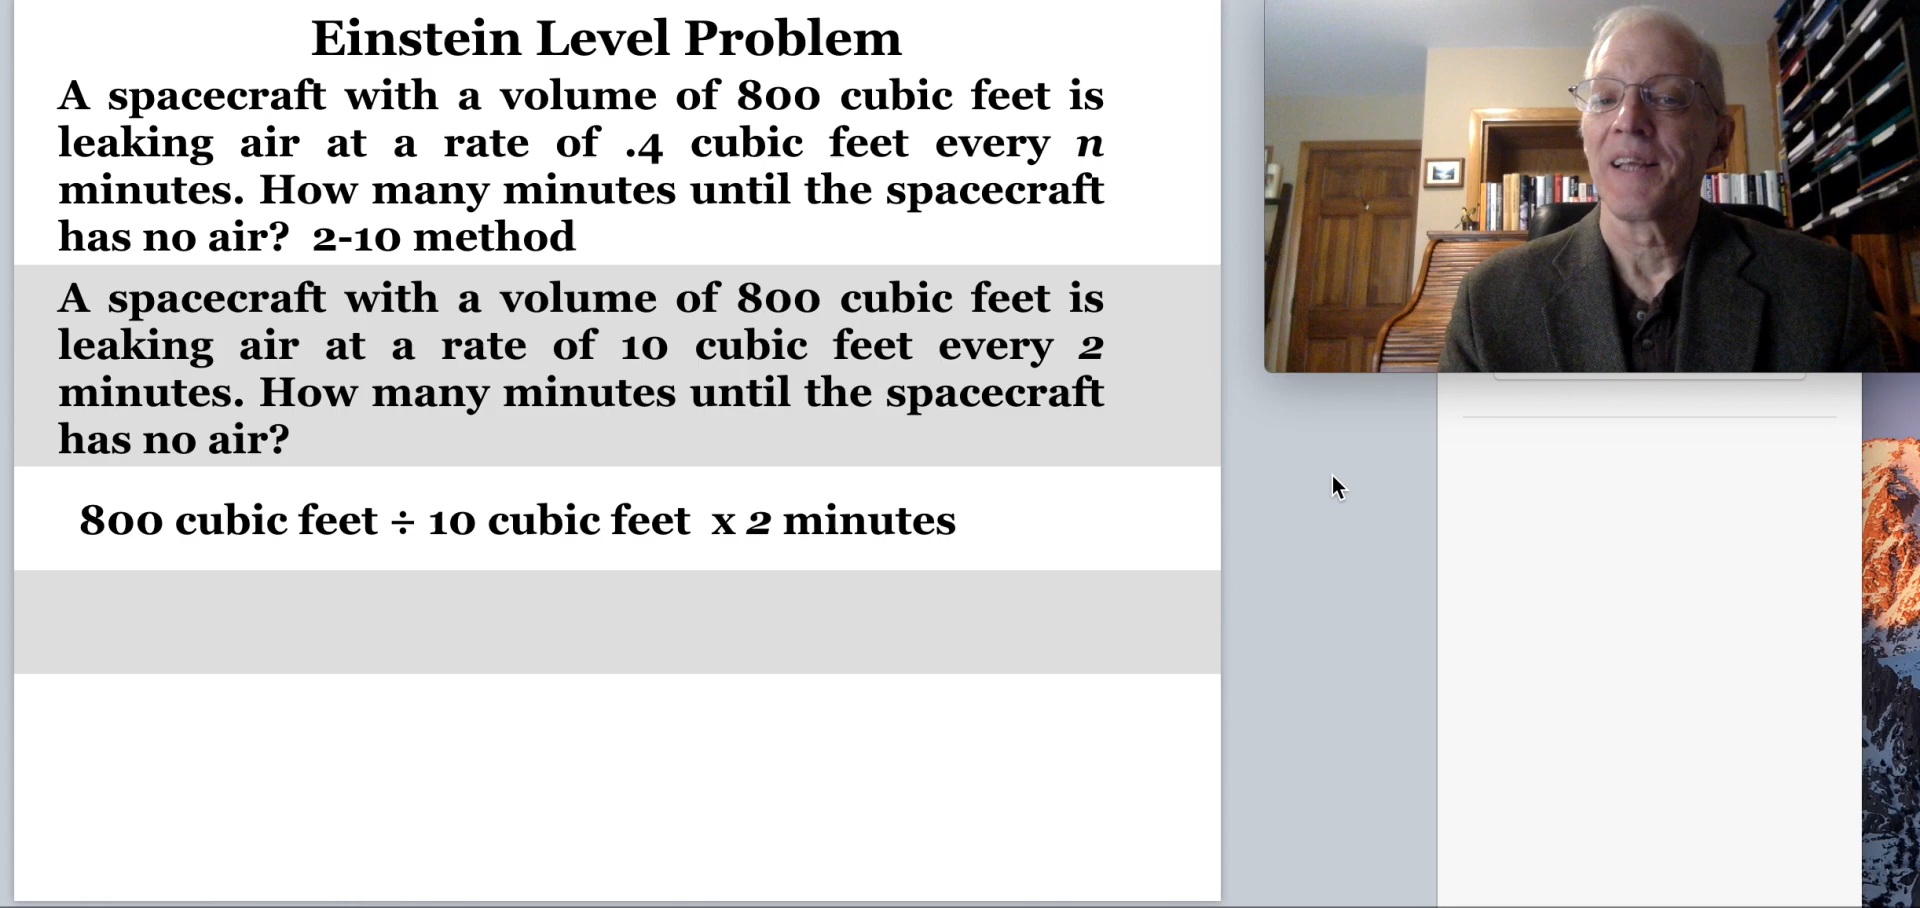 Einstein Level Problem
A spacecraft with a volume of 800 cubic feet is
leaking air at a rate of .4 cubic feet every n
minutes. How many minutes until the spacecraft
has no air? 2-10 method
A spacecraft with a volume of 800 cubic feet is
leaking air at a rate of 10 cubic feet every 2
minutes. How many minutes until the spacecraft
has no air?
800 cubic feet ÷ 10 cubic feet x 2 minutes